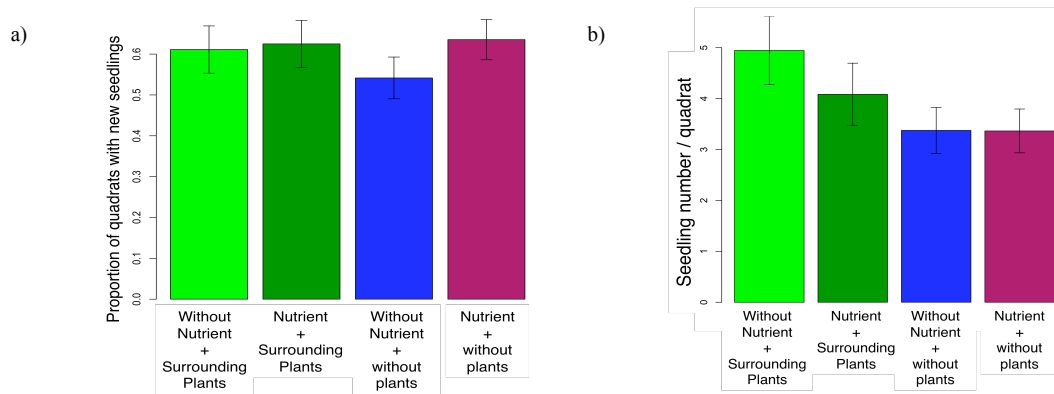 a)
Proportion of quadrats with new seedlings
0.0
0.1
0.2
0.3
0.4
0.5
0.6
Without
Nutrient
+
Surrounding
Plants
Nutrient
+
Surrounding
Plants
Without
Nutrient
+
without
plants
Nutrient
+
without
plants
b)
Seedling number / quadrat
0
1
2
3
4
5
Without
Nutrient
+
Surrounding
Plants
Nutrient
+
Surrounding
Plants
Without
Nutrient
+
without
plants
Nutrient
+
without
plants